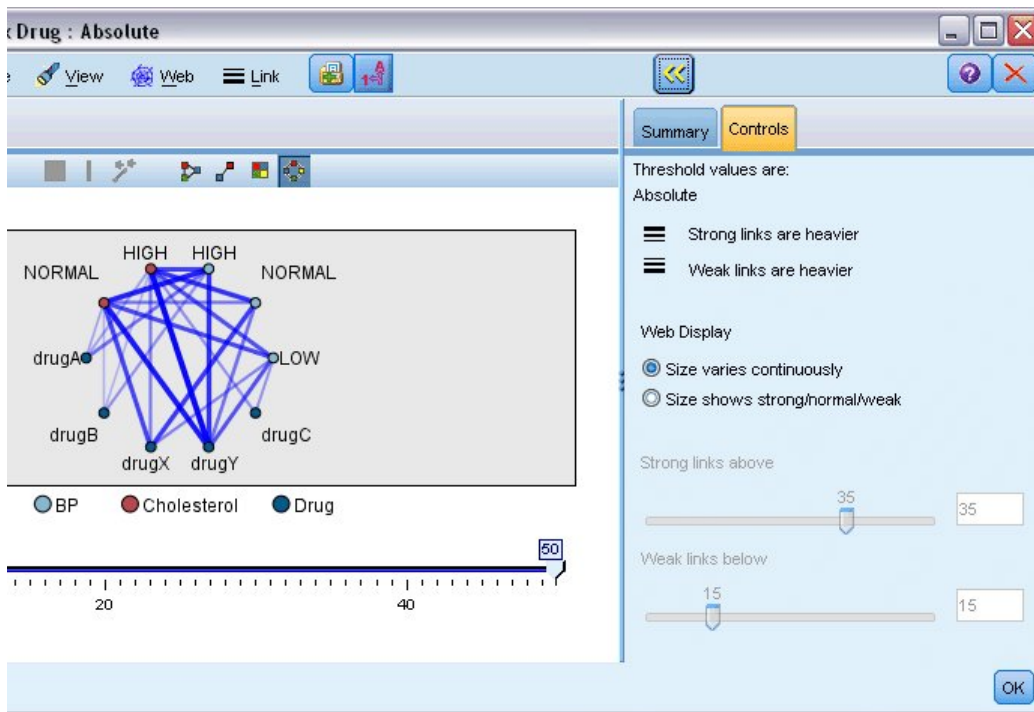 x Drug : Absolute
e View Web Link
Summary Controls
Threshold values are:
Absolute
Strong links are heavier
Weak links are heavier
Web Display
Size varies continuously
Size shows strong/normal/weak
Strong links above
35
35
Weak links below
15
15
OK
HIGH HIGH
NORMAL NORMAL
drugA LOW
drugB drugC
drugX drugY
BP Cholesterol Drug
50
20 40